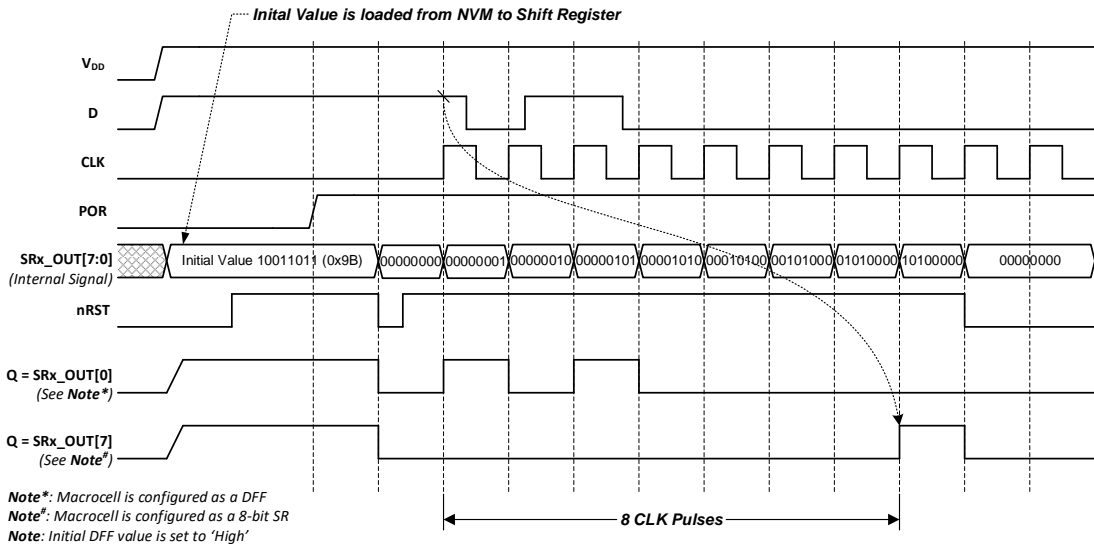 Inital Value is loaded from NVM to Shift Register
VDD
D
CLK
POR
SRx_OUT[7:0]
(Internal Signal)
Initial Value 10011011 (0x9B)
00000000
00000001
00000010
00000101
00001010
00010100
00101000
01010000
10100000
00000000
nRST
Q = SRx_OUT[0]
(See Note*)
Q = SRx_OUT[7]
(See Note#)
Note*: Macrocell is configured as a DFF
Note#: Macrocell is configured as a 8-bit SR
Note: Initial DFF value is set to ‘High’
8 CLK Pulses